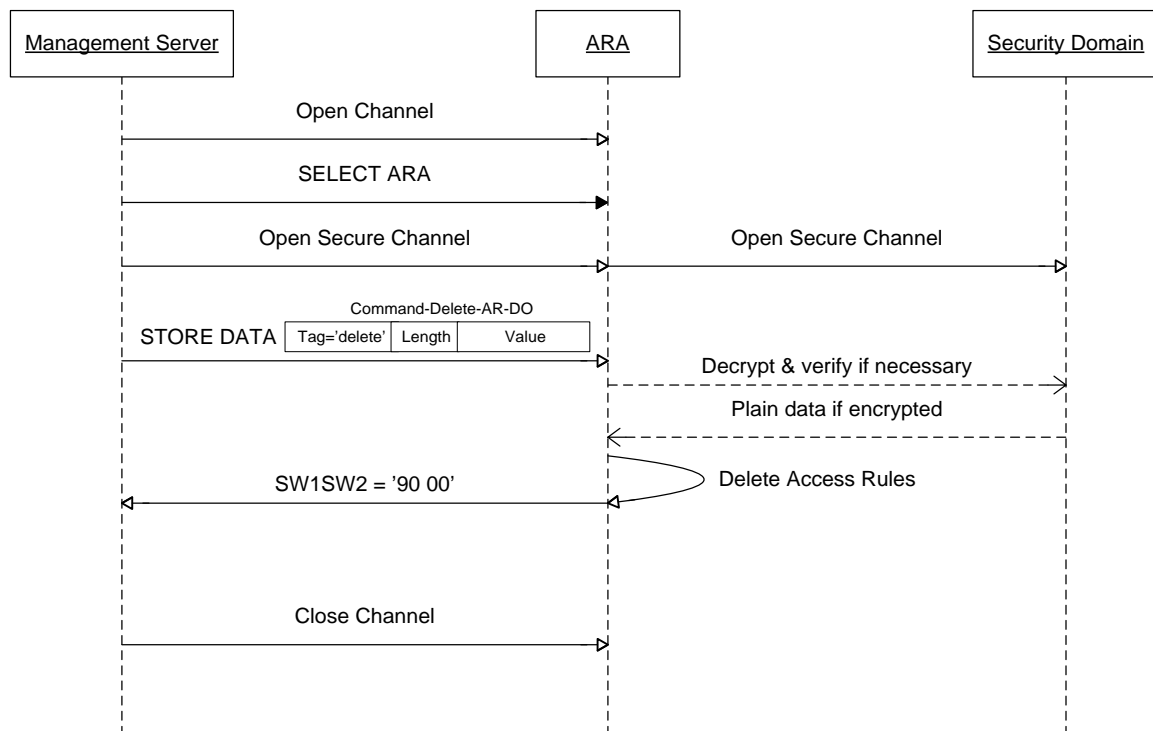 Management Server
ARA
Security Domain
Open Channel
SELECT ARA
Open Secure Channel
Open Secure Channel
Command-Delete-AR-DO
STORE DATA
Tag='delete'
Length
Value
Decrypt & verify if necessary
Plain data if encrypted
Delete Access Rules
SW1SW2 = '90 00'
Close Channel